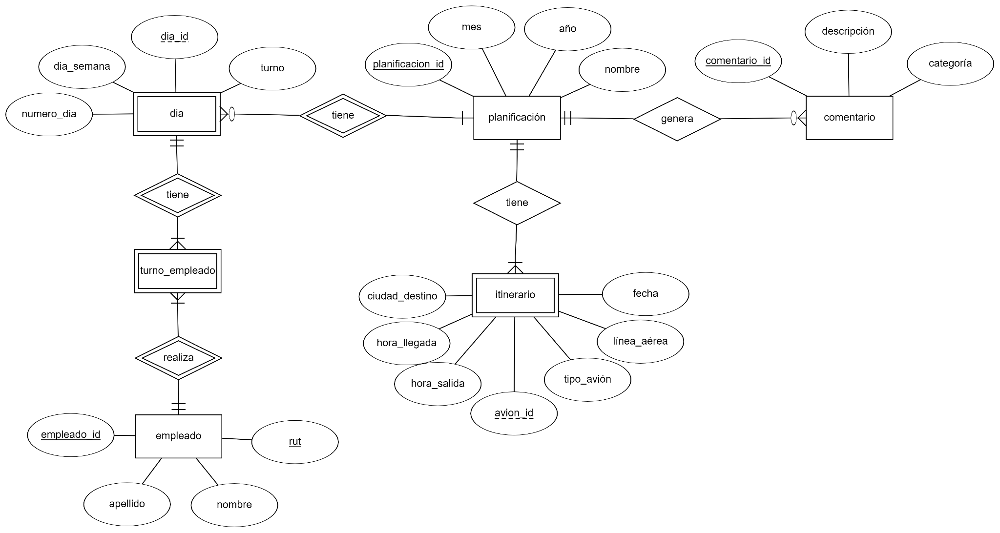 mes
año
dia_id
descripción
planificacion_id
comentario_id
categoría
dia_semana
turno
nombre
numero_dia
dia
tiene
planificación
genera
comentario
tiene
tiene
turno_empleado
ciudad_destino
itinerario
fecha
hora_llegada
línea_aérea
realiza
hora_salida
tipo_avión
avion_id
empleado_id
empleado
rut
apellido
nombre